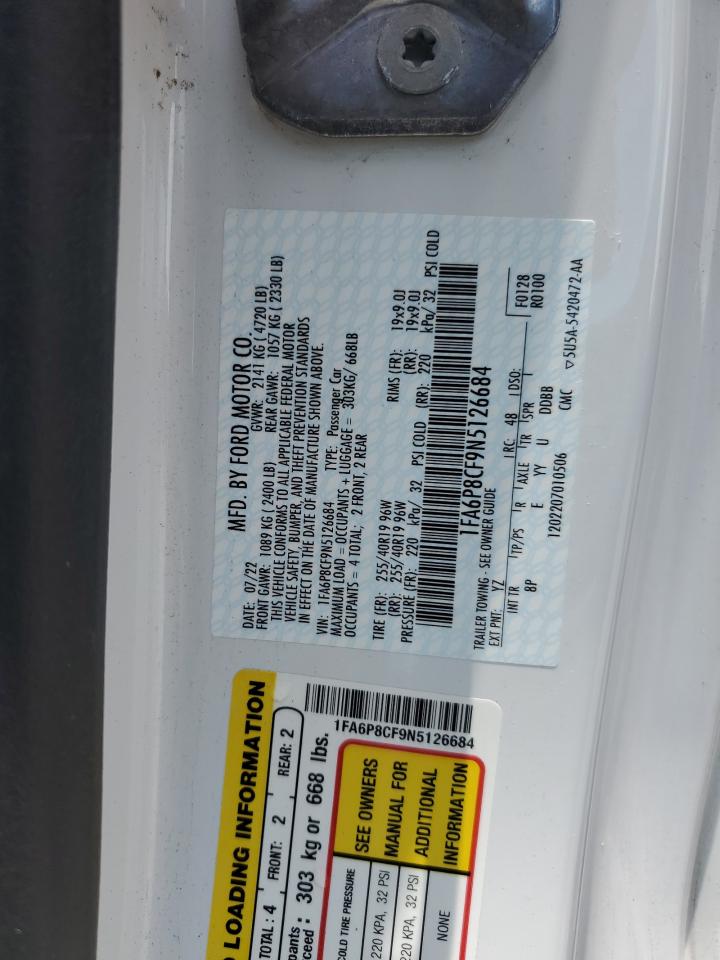 MFD. BY FORD MOTOR CO.
DATE: 07/22 GVWR: 2141 KG ( 4720 LB)
FRONT GAWR: 1089 KG ( 2400 LB) REAR GAWR: 1057 KG ( 2330 LB)
THIS VEHICLE CONFORMS TO ALL APPLICABLE FEDERAL MOTOR
VEHICLE SAFETY, BUMPER, AND THEFT PREVENTION STANDARDS
IN EFFECT ON THE DATE OF MANUFACTURE SHOWN ABOVE.
VIN: 1FA6P8CF9N5126684 TYPE: Passenger Car
MAXIMUM LOAD = OCCUPANTS + LUGGAGE = 303KG/ 668LB
OCCUPANTS = 4 TOTAL; 2 FRONT, 2 REAR
TIRE (FR): 255/40R19 96W RIMS (FR): 19x9.0J
(RR): 255/40R19 96W (RR): 19x9.0J
PRESSURE (FR): 220 kPa/ 32 PSI COLD (RR): 220 kPa/ 32 PSI COLD
1FA6P8CF9N5126684
TRAILER TOWING - SEE OWNER GUIDE
EXT PNT: YZ RC: 48 DSO: F0128
R0100
INT TR TP/PS R AXLE TR SPR
8P E YY U DDBB
1202207010506 CMC ▽5U5A-5420472-AA
LOADING INFORMATION
TOTAL: 4 FRONT: 2 REAR: 2
303 kg or 668 lbs.
1FA6P8CF9N5126684
COLD TIRE PRESSURE
220 KPA, 32 PSI
220 KPA, 32 PSI
NONE
SEE OWNERS
MANUAL FOR
ADDITIONAL
INFORMATION